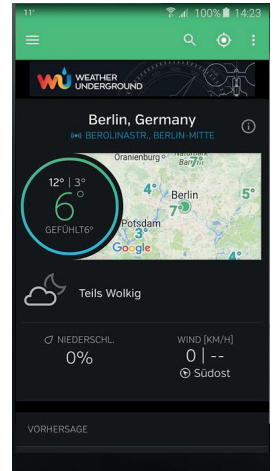 11° 100% 14:23
WEATHER
UNDERGROUND
Berlin, Germany
BEROLINASTR., BERLIN-MITTE
12° | 3°
6°
GEFÜHLT6°
Oranienburg
Barnim
4°
Berlin
5°
7°
Potsdam
3°
Google
4°
Teils Wolkig
NIEDERSCHL.
0%
WIND [KM/H]
0 | --
Südost
VORHERSAGE